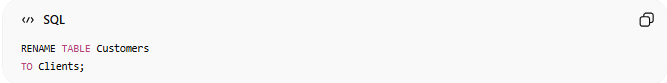 SQL
RENAME TABLE Customers
TO Clients;